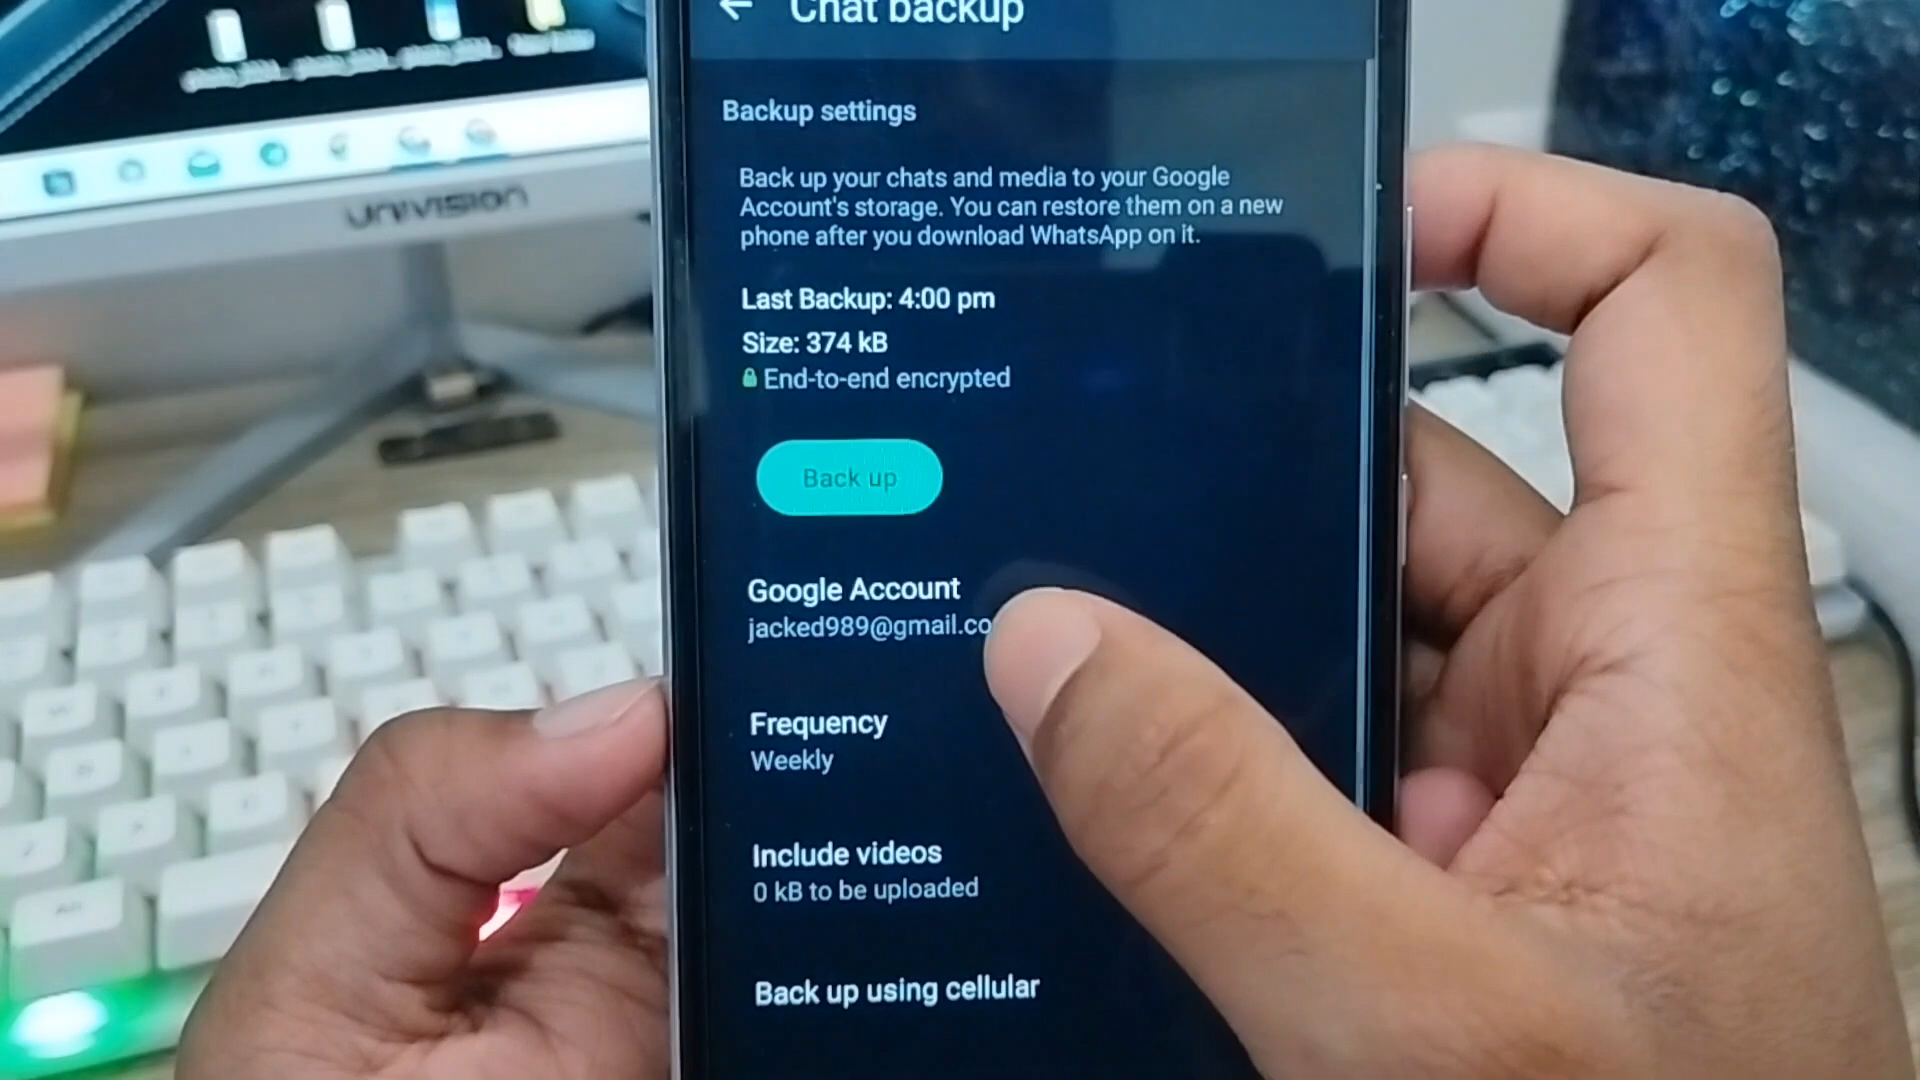 Chat backup
Backup settings
Back up your chats and media to your Google
Account's storage. You can restore them on a new
phone after you download WhatsApp on it.
Last Backup: 4:00 pm
Size: 374 kB
End-to-end encrypted
Back up
Google Account
jacked989@gmail.co
Frequency
Weekly
Include videos
0 kB to be uploaded
Back up using cellular
UNIVISION